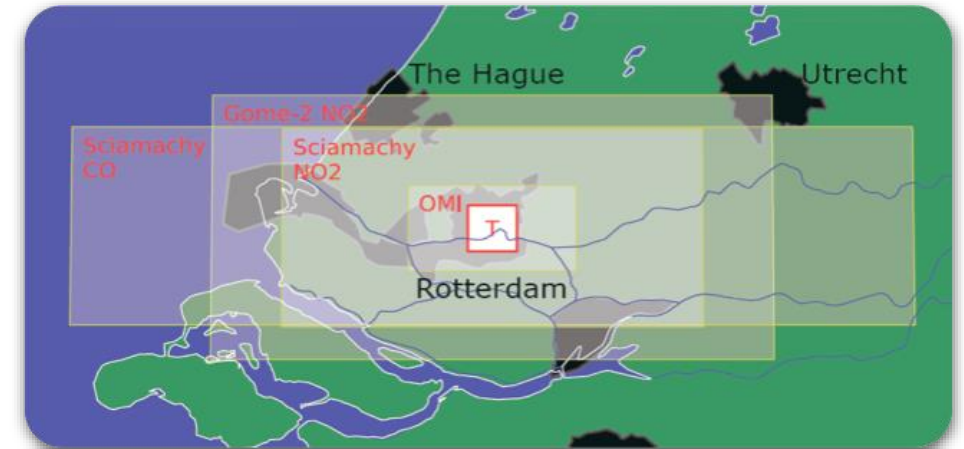 The Hague
Utrecht
Gome-2 NO2
Sciamachy
CO
Sciamachy
NO2
OMI
T
Rotterdam